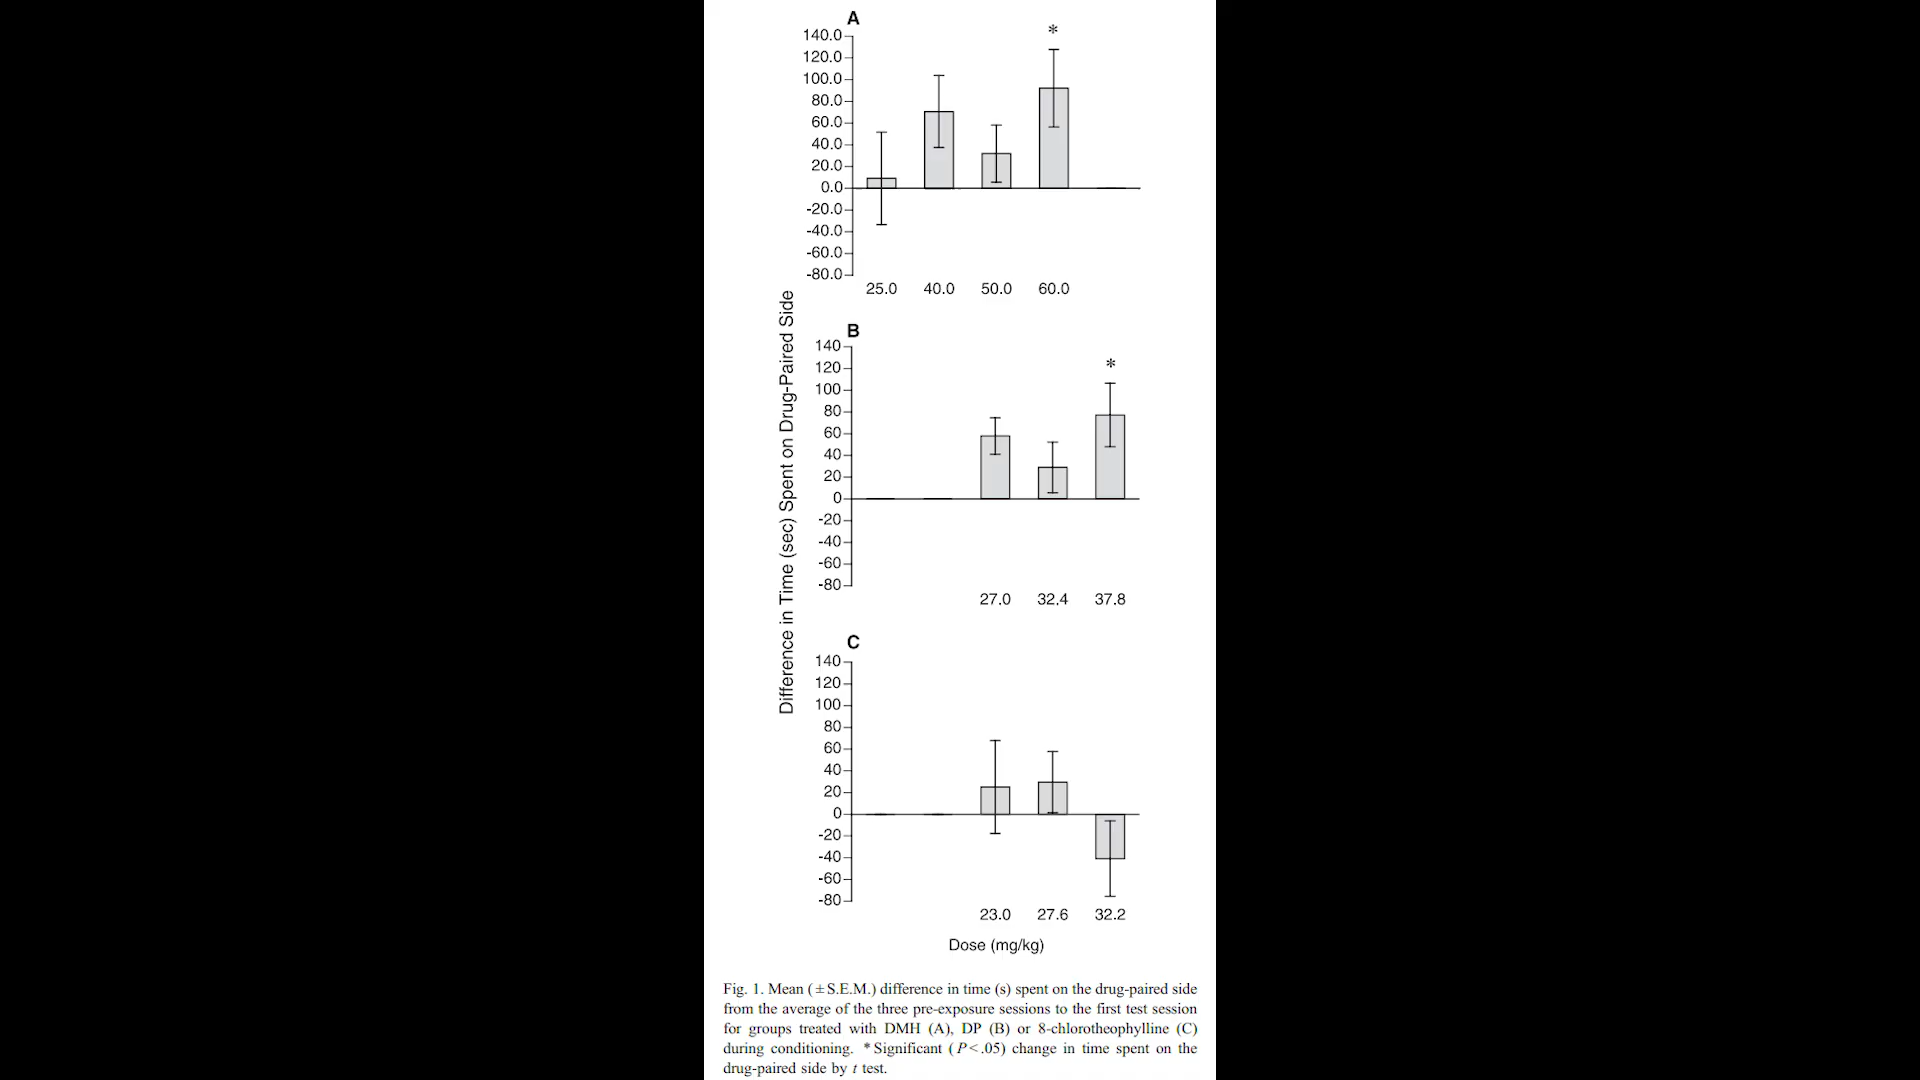 A
*
140.0
120.0
100.0
80.0
60.0
40.0
20.0
0.0
-20.0
-40.0
-60.0
-80.0
25.0 40.0 50.0 60.0
Difference in Time (sec) Spent on Drug-Paired Side
B
*
140
120
100
80
60
40
20
0
-20
-40
-60
-80
27.0 32.4 37.8
C
140
120
100
80
60
40
20
0
-20
-40
-60
-80
23.0 27.6 32.2
Dose (mg/kg)
Fig. 1. Mean (±S.E.M.) difference in time (s) spent on the drug-paired side
from the average of the three pre-exposure sessions to the first test session
for groups treated with DMH (A), DP (B) or 8-chlorotheophylline (C)
during conditioning. *Significant (P<.05) change in time spent on the
drug-paired side by t test.